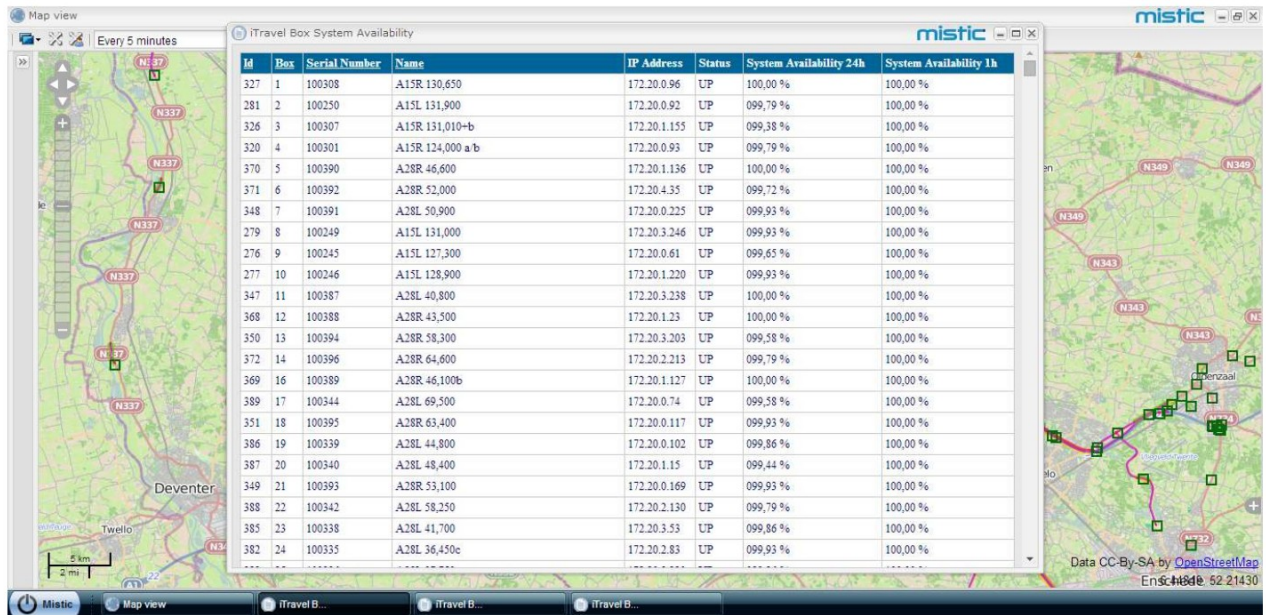 Map view
mistic
Every 5 minutes
iTravel Box System Availability
mistic
Id Box Serial Number Name IP Address Status System Availability 24h System Availability 1h
327 1 100308 A15R 130,650 172.20.0.96 UP 100,00 % 100,00 %
281 2 100250 A15L 131,900 172.20.0.92 UP 099,79 % 100,00 %
326 3 100307 A15R 131,010+b 172.20.1.155 UP 099,38 % 100,00 %
320 4 100301 A15R 124,000 a/b 172.20.0.93 UP 099,79 % 100,00 %
370 5 100390 A28R 46,600 172.20.1.136 UP 100,00 % 100,00 %
371 6 100392 A28R 52,000 172.20.4.35 UP 099,72 % 100,00 %
348 7 100391 A28L 50,900 172.20.0.225 UP 099,93 % 100,00 %
279 8 100249 A15L 131,000 172.20.3.246 UP 099,93 % 100,00 %
276 9 100245 A15L 127,300 172.20.0.61 UP 099,65 % 100,00 %
277 10 100246 A15L 128,900 172.20.1.220 UP 099,93 % 100,00 %
347 11 100387 A28L 40,800 172.20.3.238 UP 100,00 % 100,00 %
368 12 100388 A28R 43,500 172.20.1.23 UP 100,00 % 100,00 %
350 13 100394 A28R 58,300 172.20.3.203 UP 099,58 % 100,00 %
372 14 100396 A28R 64,600 172.20.2.213 UP 099,79 % 100,00 %
369 16 100389 A28R 46,100b 172.20.1.127 UP 100,00 % 100,00 %
389 17 100344 A28L 69,500 172.20.0.74 UP 099,58 % 100,00 %
351 18 100395 A28R 63,400 172.20.0.117 UP 099,93 % 100,00 %
386 19 100339 A28L 44,800 172.20.0.102 UP 099,86 % 100,00 %
387 20 100340 A28L 48,400 172.20.1.15 UP 099,44 % 100,00 %
349 21 100393 A28R 53,100 172.20.0.169 UP 099,93 % 100,00 %
388 22 100342 A28L 58,250 172.20.2.130 UP 099,79 % 100,00 %
385 23 100338 A28L 41,700 172.20.3.53 UP 099,86 % 100,00 %
382 24 100335 A28L 36,450c 172.20.2.83 UP 099,93 % 100,00 %
N337
N337
N337
N337
N337
N337
Deventer
Twello
5 km
2 mi
22
N349
N349
N349
N343
N343
N343
Oldenzaal
Data CC-By-SA by OpenStreetMap
Enschede
52.21430
Mistic
Map view
iTravel B...
iTravel B...
iTravel B...